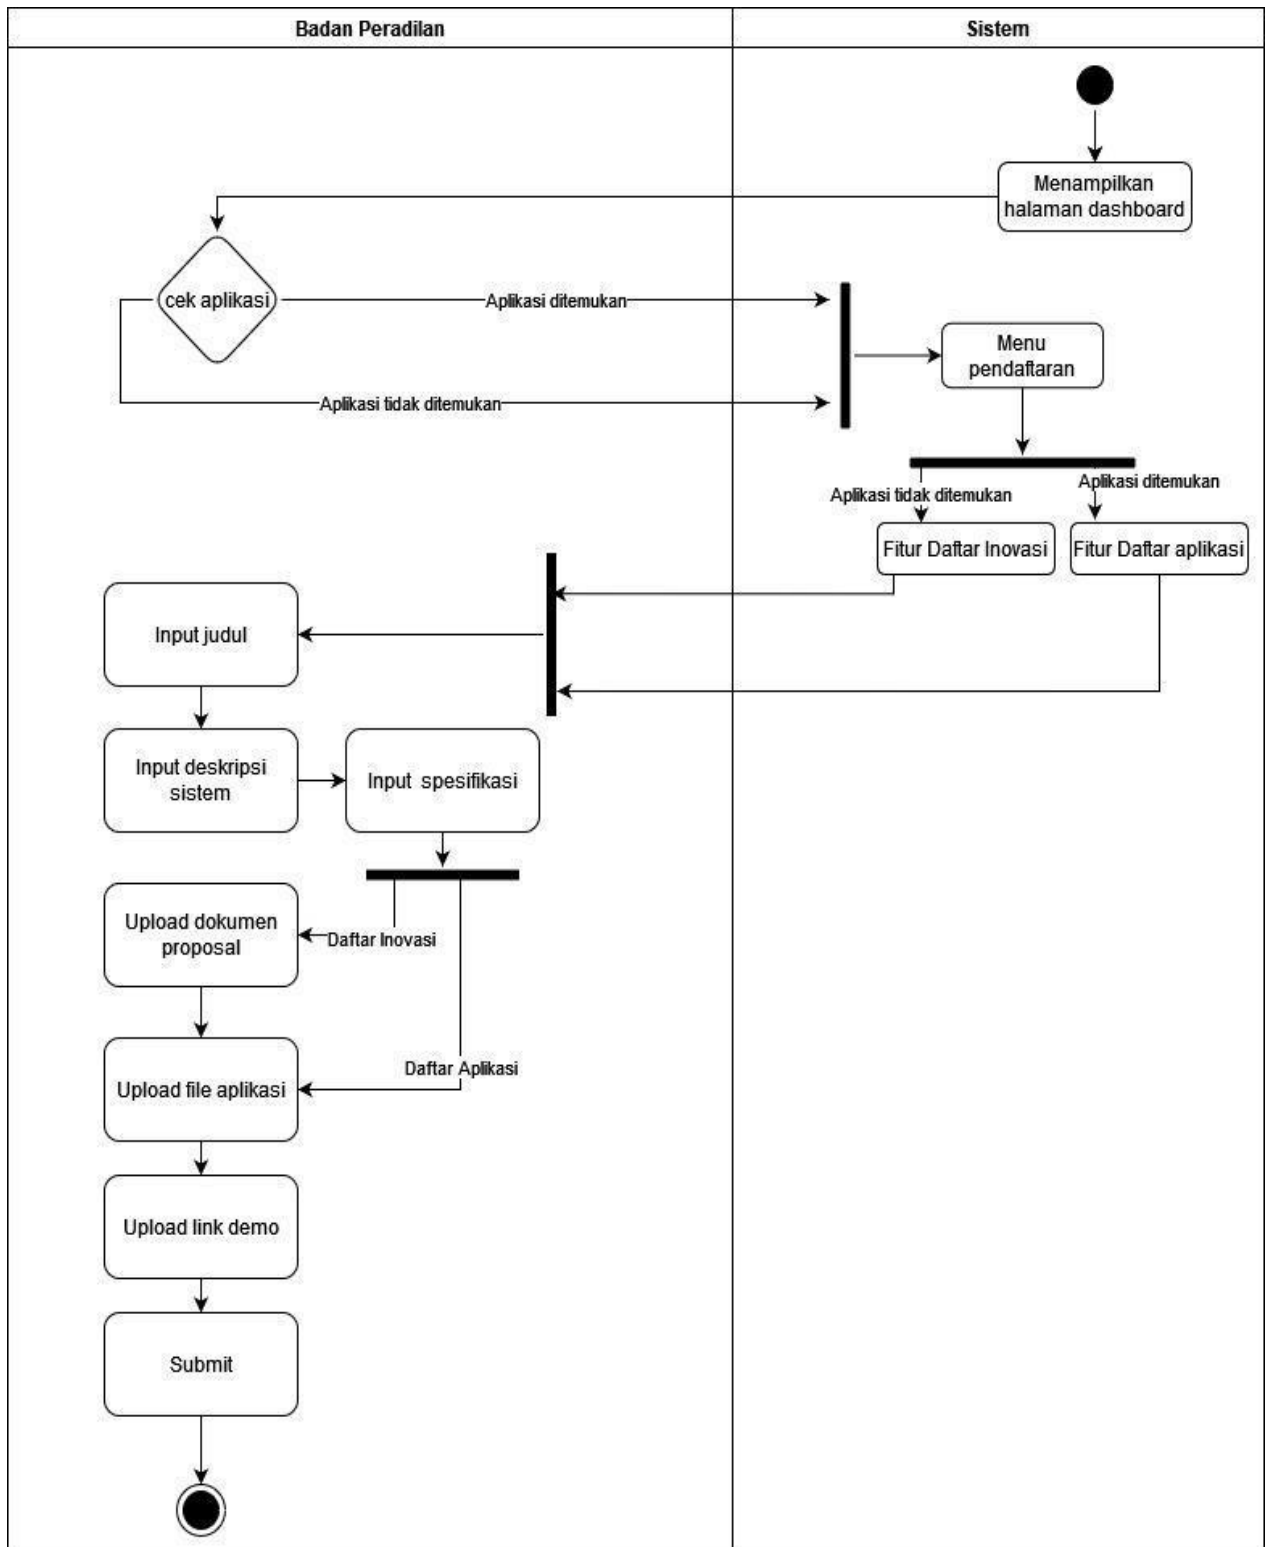 Badan Peradilan
Sistem
Menampilkan
halaman dashboard
cek aplikasi
Aplikasi ditemukan
Menu
pendaftaran
Aplikasi tidak ditemukan
Aplikasi ditemukan
Aplikasi tidak ditemukan
Fitur Daftar Inovasi
Fitur Daftar aplikasi
Input judul
Input deskripsi
sistem
Input spesifikasi
Upload dokumen
proposal
Daftar Inovasi
Daftar Aplikasi
Upload file aplikasi
Upload link demo
Submit